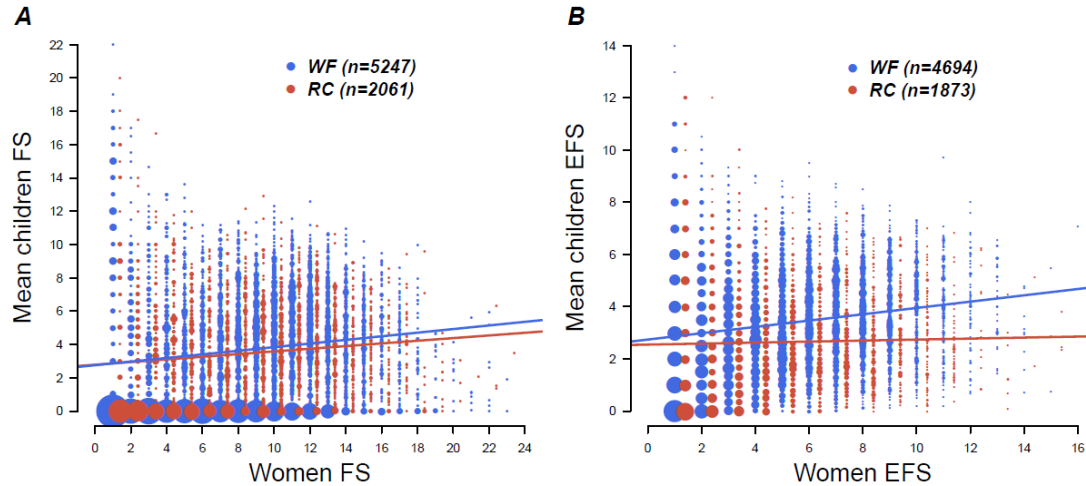 A
Mean children FS
22
20
18
16
14
12
10
8
6
4
2
0
WF (n=5247)
RC (n=2061)
0 2 4 6 8 10 12 14 16 18 20 22 24
Women FS
B
Mean children EFS
14
12
10
8
6
4
2
0
WF (n=4694)
RC (n=1873)
0 2 4 6 8 10 12 14 16
Women EFS